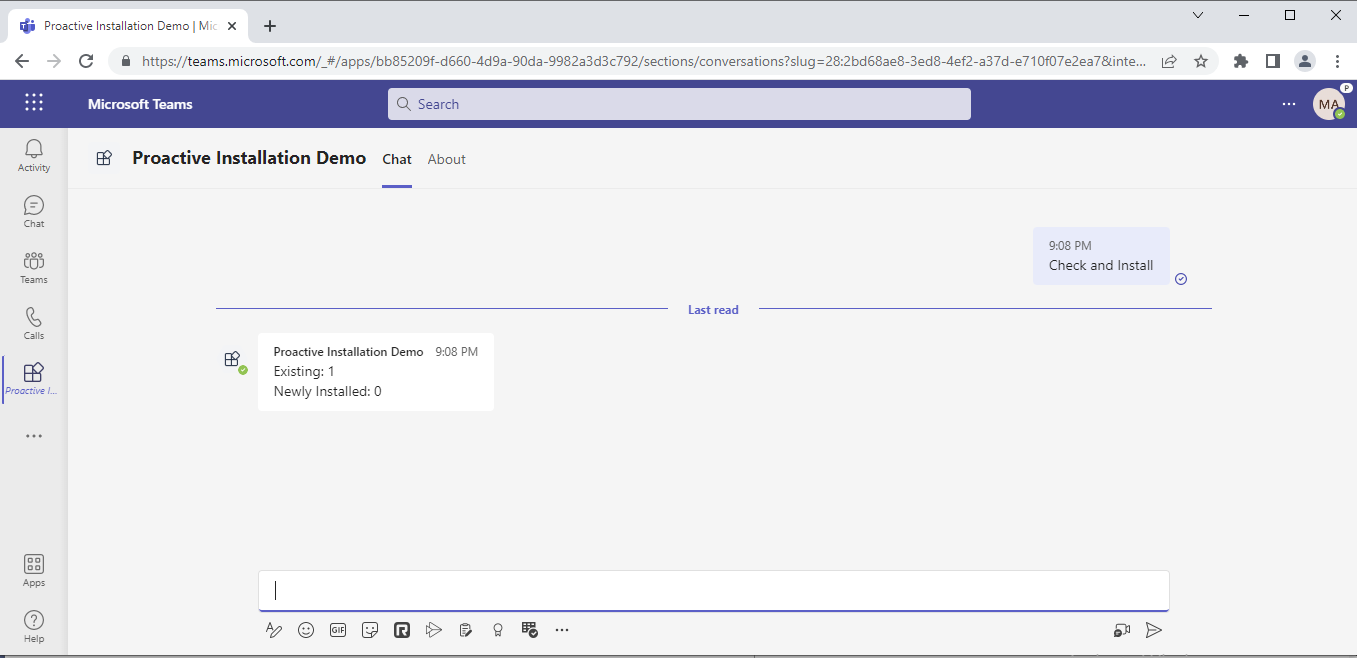 Proactive Installation Demo | Mic
https://teams.microsoft.com/_#/apps/bb85209f-d660-4d9a-90da-9982a3d3c792/sections/conversations?slug=28:2bd68ae8-3ed8-4ef2-a37d-e710f07e2ea7&inte...
Microsoft Teams
Search
MA
P
Activity
Chat
Teams
Calls
Proactive I...
Apps
Help
Proactive Installation Demo
Chat
About
9:08 PM
Check and Install
Last read
Proactive Installation Demo 9:08 PM
Existing: 1
Newly Installed: 0
GIF